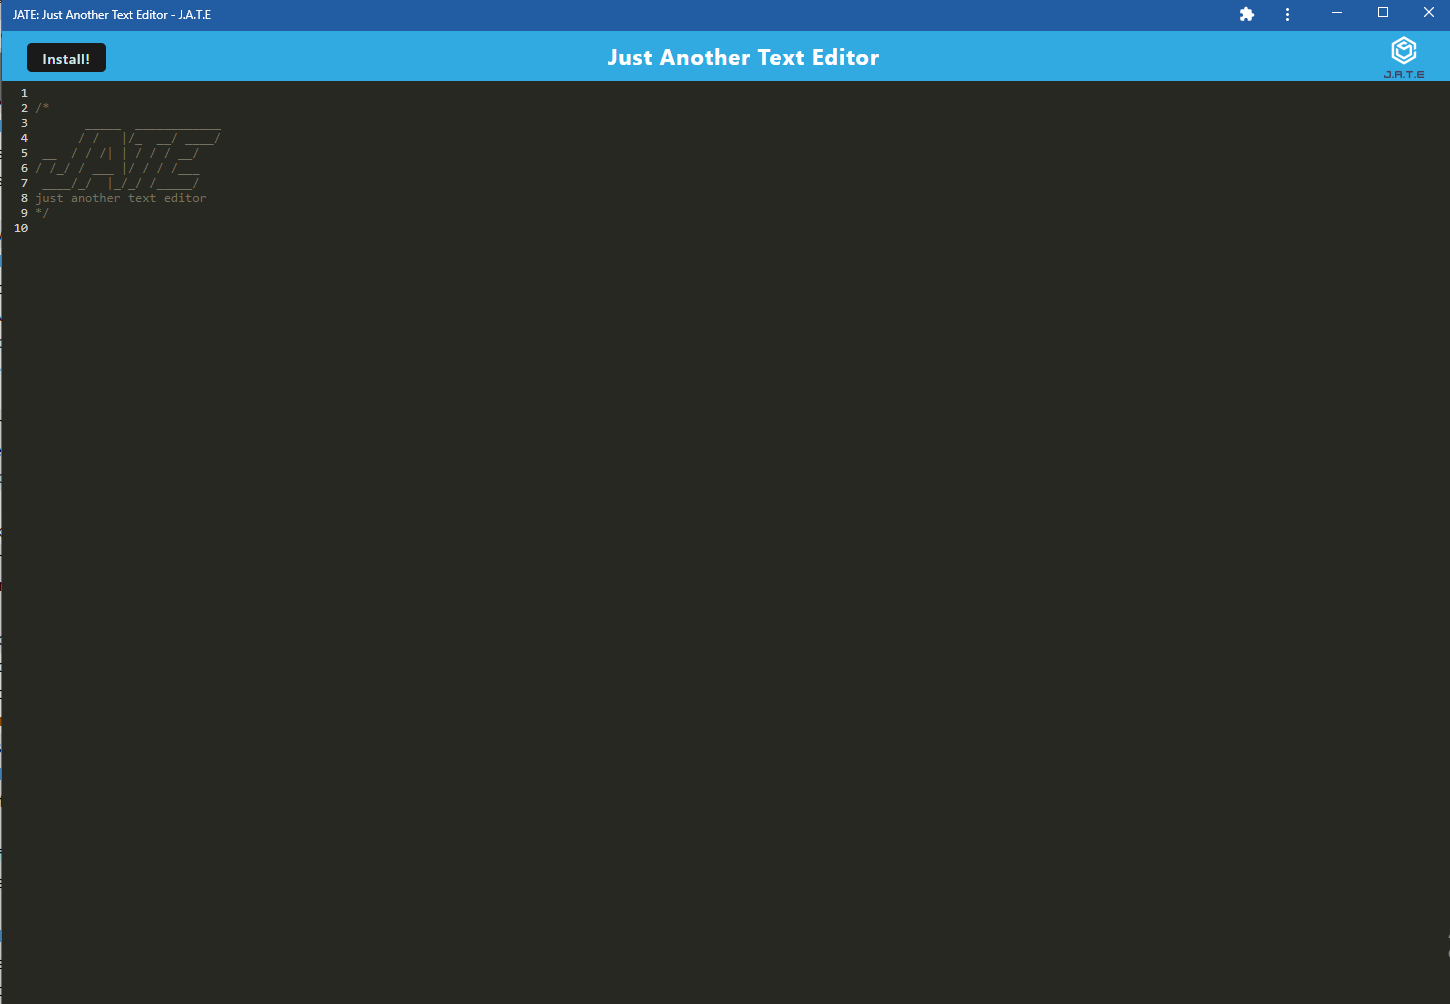 JATE: Just Another Text Editor - J.A.T.E
Install!
Just Another Text Editor
J.A.T.E
1
2 /*
3        _____  ____________
4       / /   |/_  __/ ____/
5  __  / / /| | / / / __/
6 / /_/ / ___ |/ / / /___
7  ____/_/  |_/_/ /_____/
8 just another text editor
9 */
10